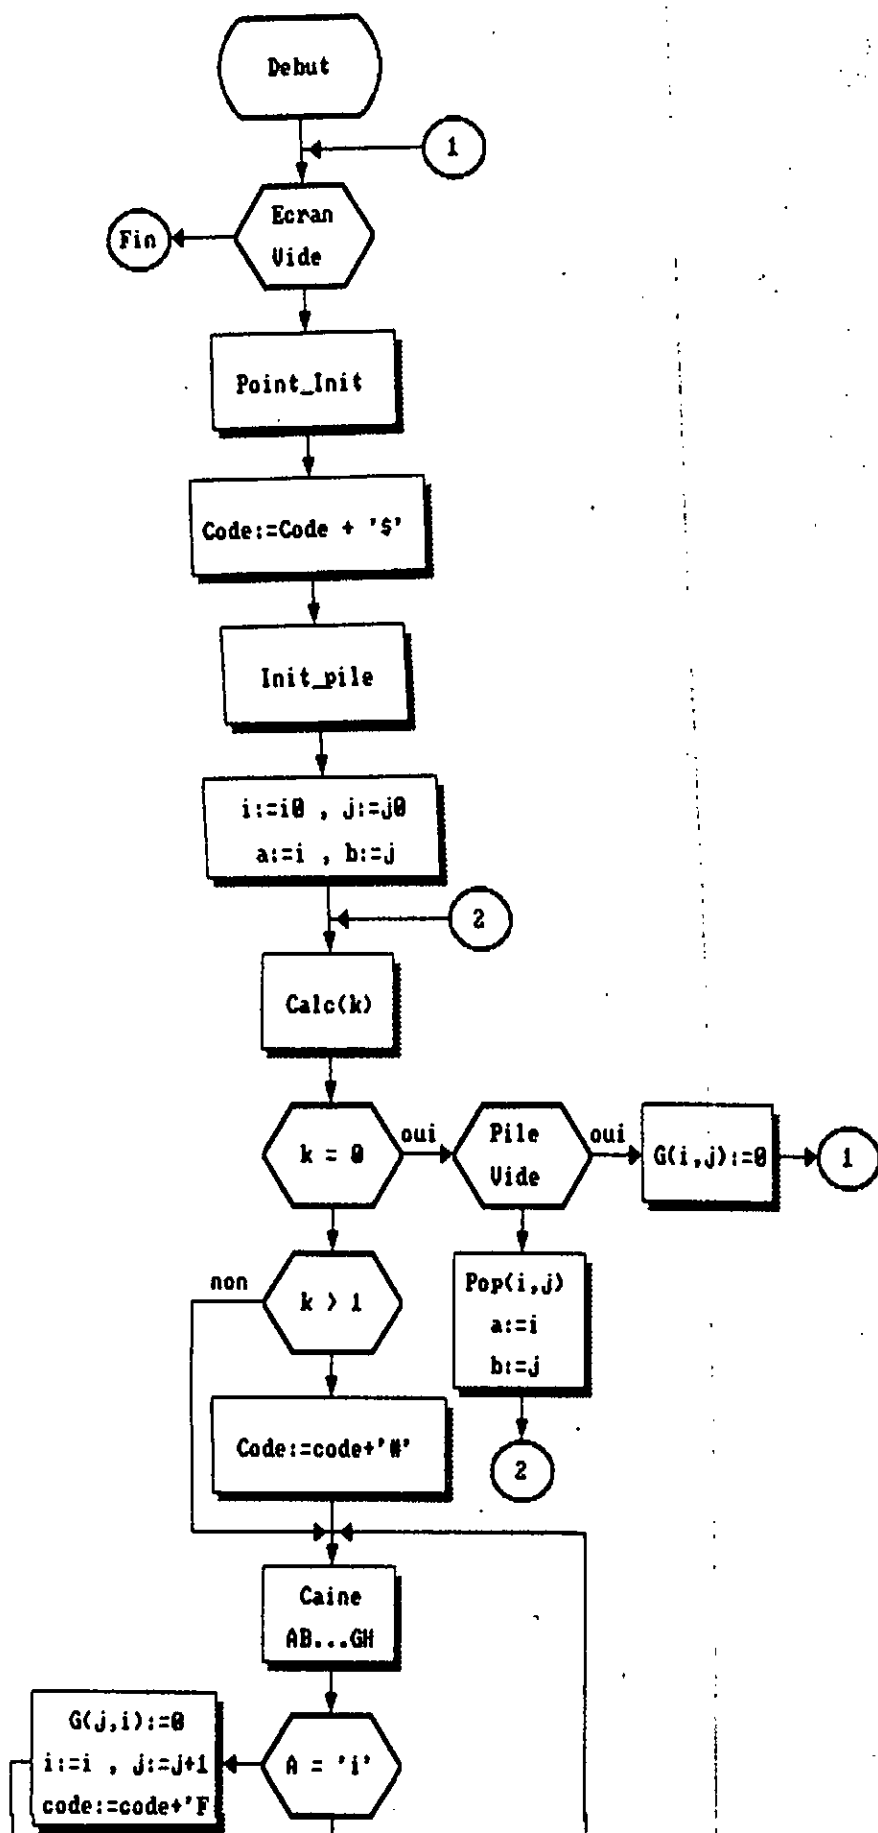 Debut
1
Ecran
Vide
Fin
Point_Init
Code:=Code + '$'
Init_pile
i:=i0 , j:=j0
a:=i , b:=j
2
Calc(k)
k = 0
oui
Pile
Vide
oui
G(i,j):=0
1
non
k > 1
Pop(i,j)
a:=i
b:=j
Code:=code+'#'
2
Caine
AB...GH
G(j,i):=0
i:=i , j:=j+1
code:=code+'F
A = 'i'